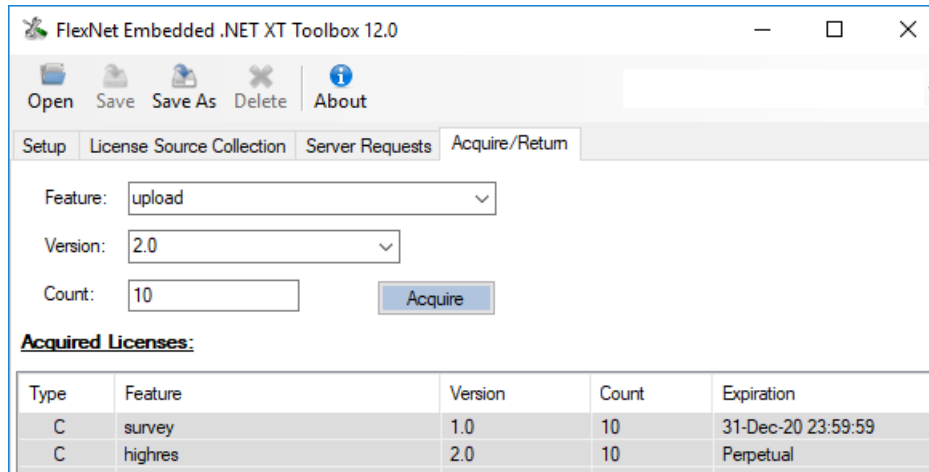 FlexNet Embedded .NET XT Toolbox 12.0
Open Save Save As Delete About
Setup License Source Collection Server Requests Acquire/Return
Feature: upload
Version: 2.0
Count: 10 Acquire
Acquired Licenses:
Type Feature Version Count Expiration
C survey 1.0 10 31-Dec-20 23:59:59
C highres 2.0 10 Perpetual